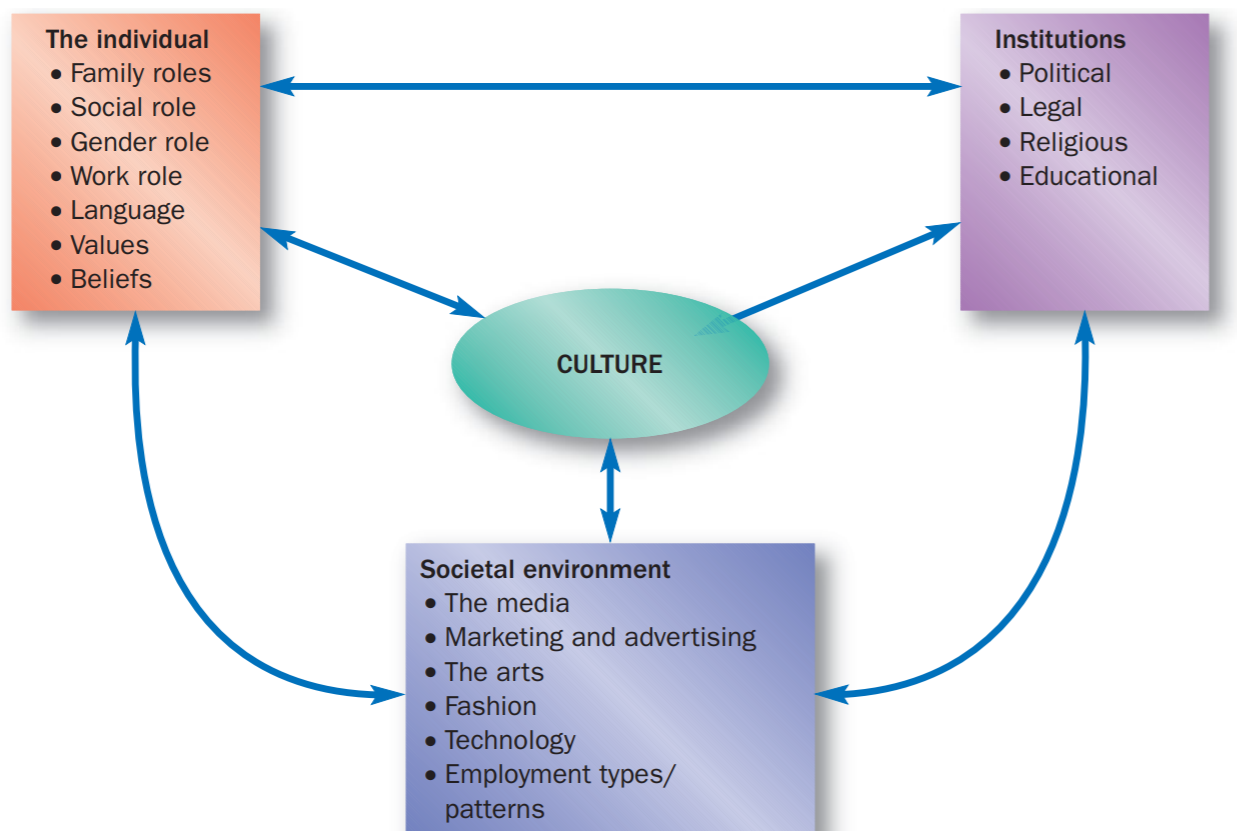 The individual
• Family roles
• Social role
• Gender role
• Work role
• Language
• Values
• Beliefs
Institutions
• Political
• Legal
• Religious
• Educational
CULTURE
Societal environment
• The media
• Marketing and advertising
• The arts
• Fashion
• Technology
• Employment types/
patterns